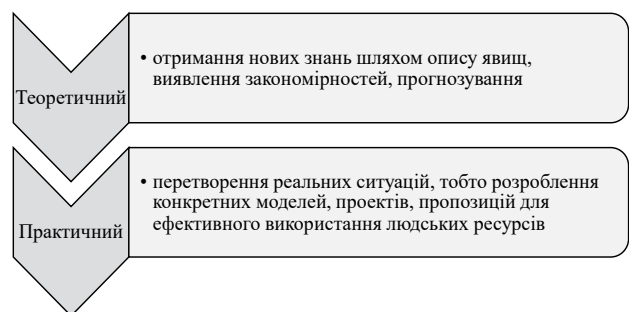 Теоретичний
• отримання нових знань шляхом опису явищ,
виявлення закономірностей, прогнозування
Практичний
• перетворення реальних ситуацій, тобто розроблення
конкретних моделей, проектів, пропозицій для
ефективного використання людських ресурсів